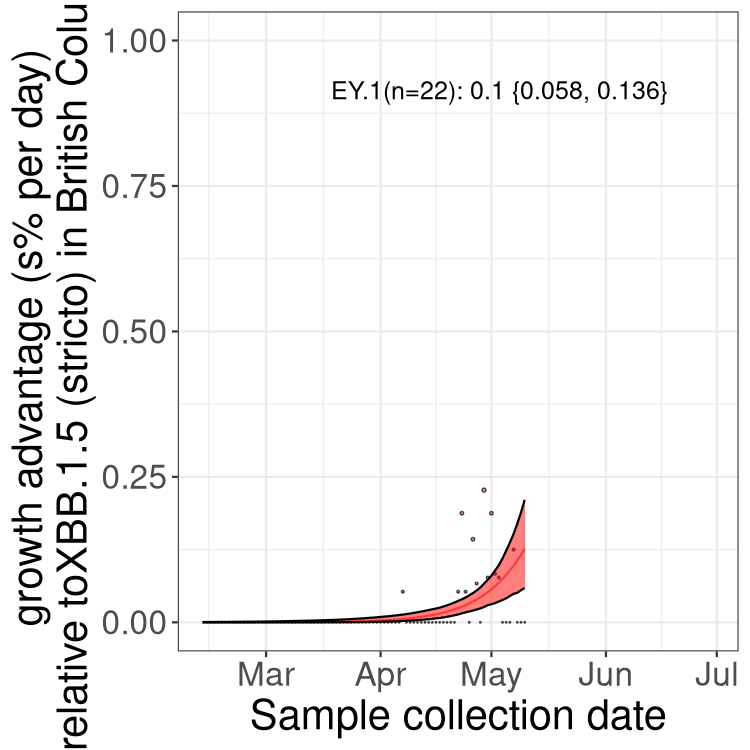 growth advantage (s% per day)
relative toXBB.1.5 (stricto) in British Colu
1.00
0.75
0.50
0.25
0.00
EY.1(n=22): 0.1 {0.058, 0.136}
Mar Apr May Jun Jul
Sample collection date